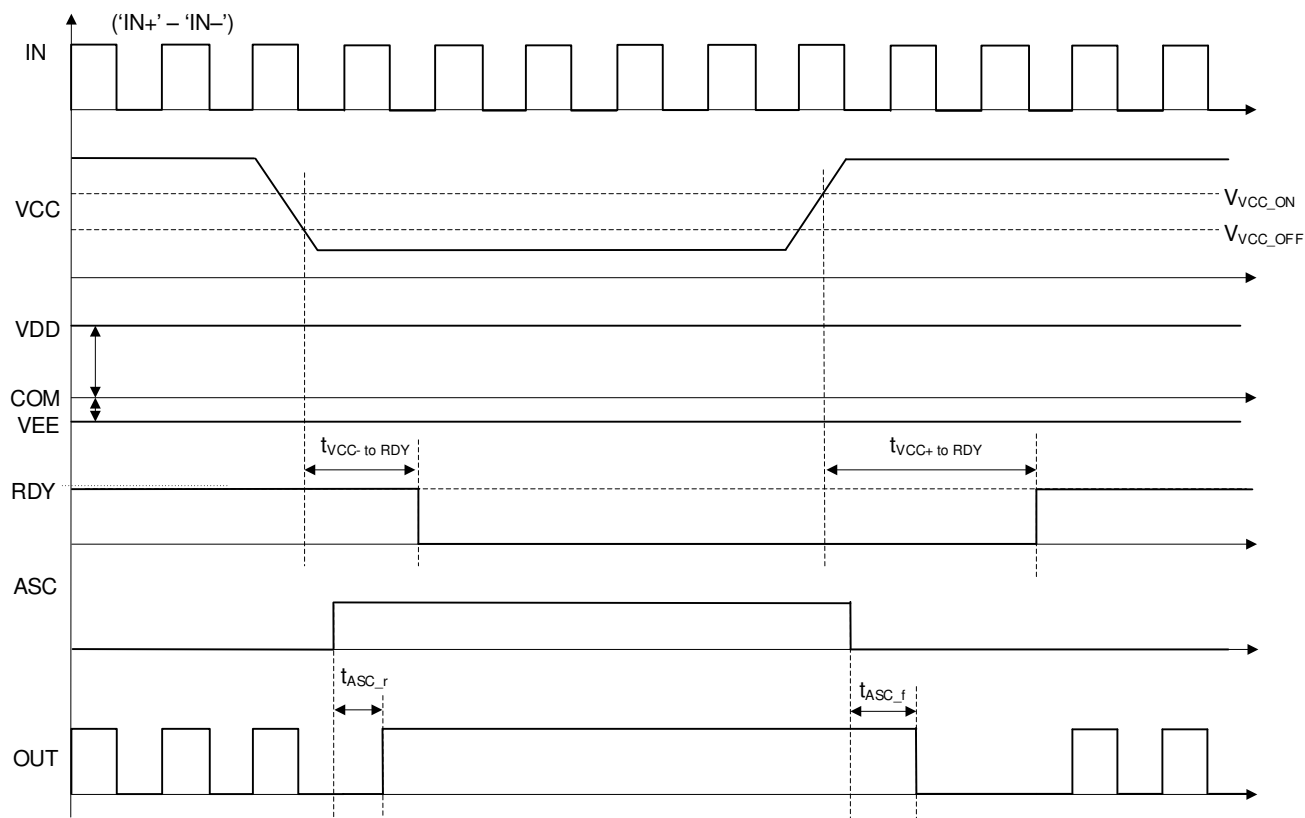 ('IN+' – 'IN–')
IN
VCC
VVCC_ON
VVCC_OFF
VDD
COM
VEE
tVCC- to RDY
tVCC+ to RDY
RDY
ASC
tASC_r
tASC_f
OUT